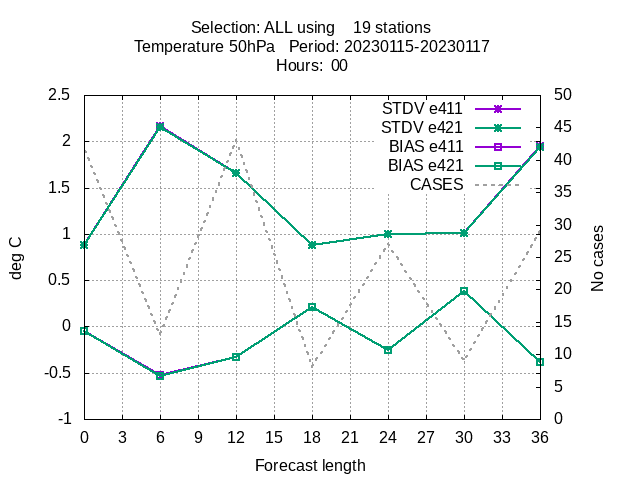 Selection: ALL using    19 stations
Temperature 50hPa   Period: 20230115-20230117
Hours:  00
2.5
2
1.5
1
0.5
0
-0.5
-1
deg C
STDV e411
STDV e421
BIAS e411
BIAS e421
CASES
50
45
40
35
30
25
20
15
10
5
0
No cases
0 3 6 9 12 15 18 21 24 27 30 33 36
Forecast length